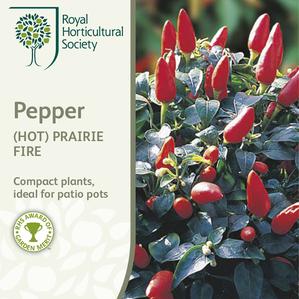 Royal
Horticultural
Society
Pepper
(HOT) PRAIRIE
FIRE
Compact plants,
ideal for patio pots
RHS AWARD OF
GARDEN MERIT